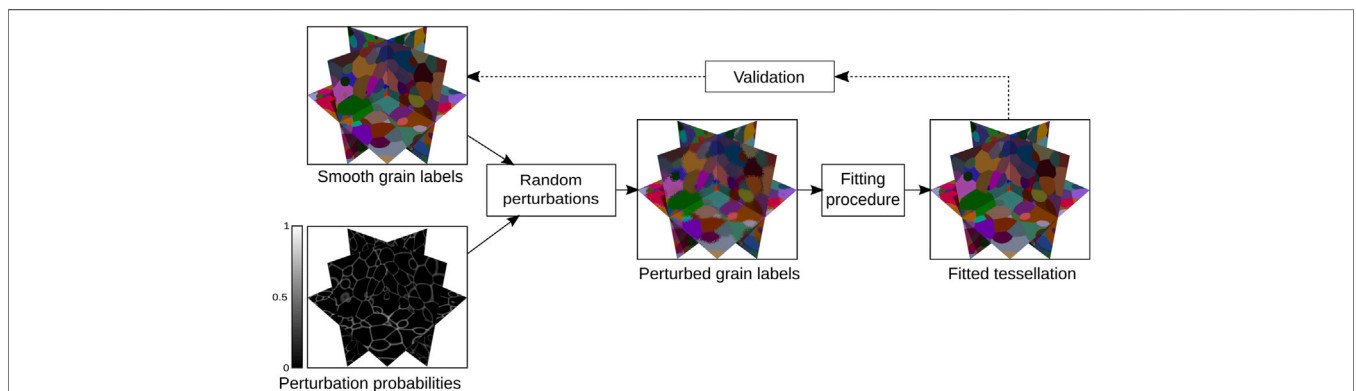 Validation
Smooth grain labels
Random
perturbations
Fitting
procedure
Perturbed grain labels
Fitted tessellation
1
0.5
0
Perturbation probabilities